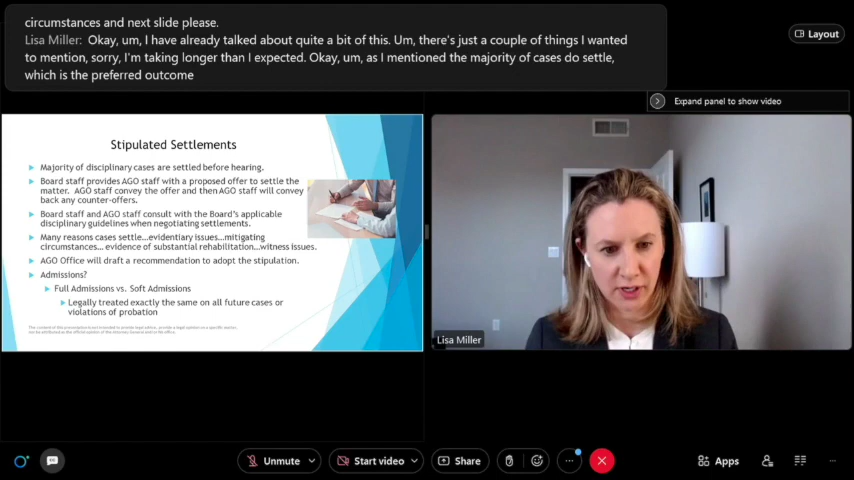 circumstances and next slide please.
Lisa Miller: Okay, um, I have already talked about quite a bit of this. Um, there's just a couple of things I wanted
to mention, sorry, I'm taking longer than I expected. Okay, um, as I mentioned the majority of cases do settle,
which is the preferred outcome
Layout
Expand panel to show video
Stipulated Settlements
Majority of disciplinary cases are settled before hearing.
Board staff provides AGO staff with a proposed offer to settle the
matter. AGO staff convey the offer and then AGO staff will convey
back any counter-offers.
Board staff and AGO staff consult with the Board's applicable
disciplinary guidelines when negotiating settlements.
Many reasons cases settle...evidentiary issues...mitigating
circumstances... evidence of substantial rehabilitation...witness issues.
AGO Office will draft a recommendation to adopt the stipulation.
Admissions?
Full Admissions vs. Soft Admissions
Legally treated exactly the same on all future cases or
violations of probation
Lisa Miller
Unmute
Start video
Share
Apps